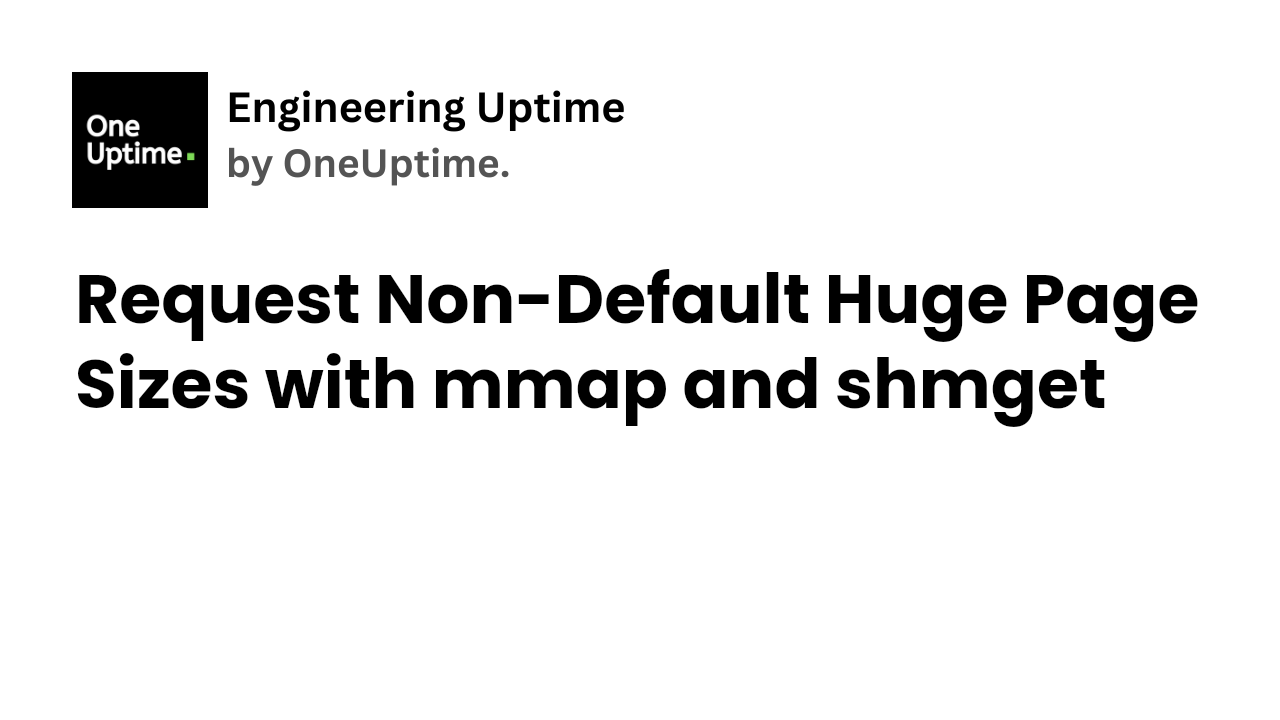 One
Uptime.
Engineering Uptime
by OneUptime.
Request Non-Default Huge Page
Sizes with mmap and shmget